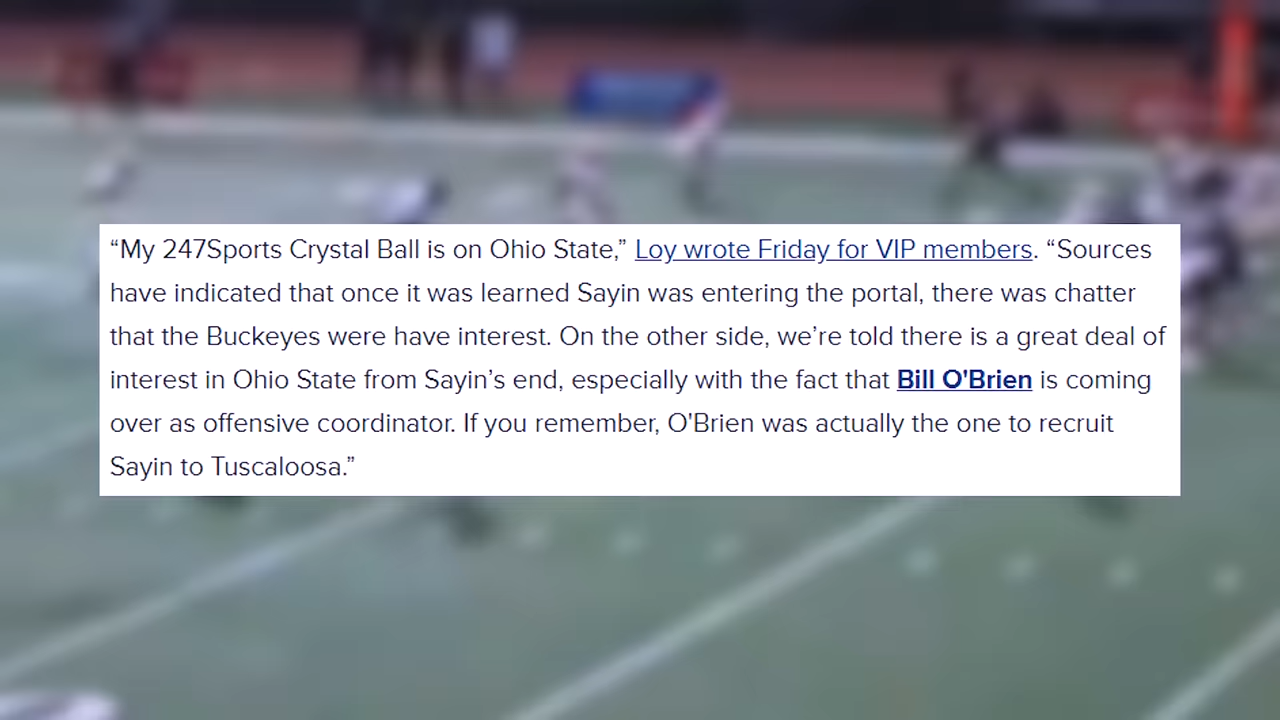 “My 247Sports Crystal Ball is on Ohio State,” Loy wrote Friday for VIP members. “Sources
have indicated that once it was learned Sayin was entering the portal, there was chatter
that the Buckeyes were have interest. On the other side, we’re told there is a great deal of
interest in Ohio State from Sayin’s end, especially with the fact that Bill O'Brien is coming
over as offensive coordinator. If you remember, O'Brien was actually the one to recruit
Sayin to Tuscaloosa.”